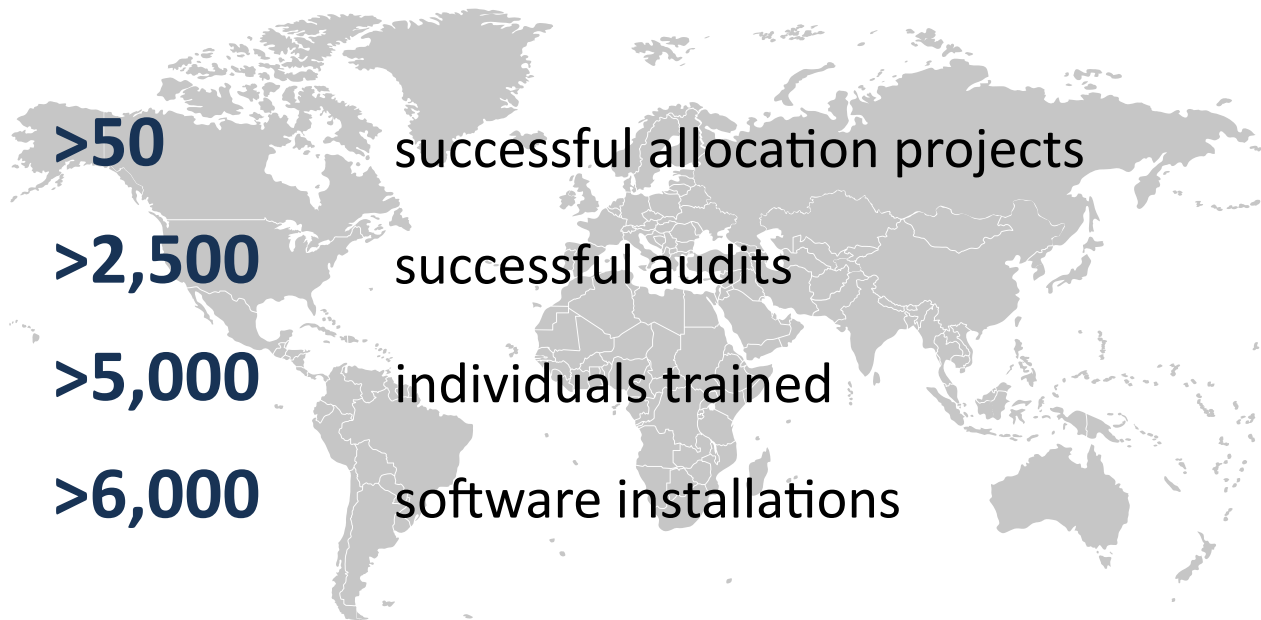 >50 successful allocation projects
>2,500 successful audits
>5,000 individuals trained
>6,000 software installations